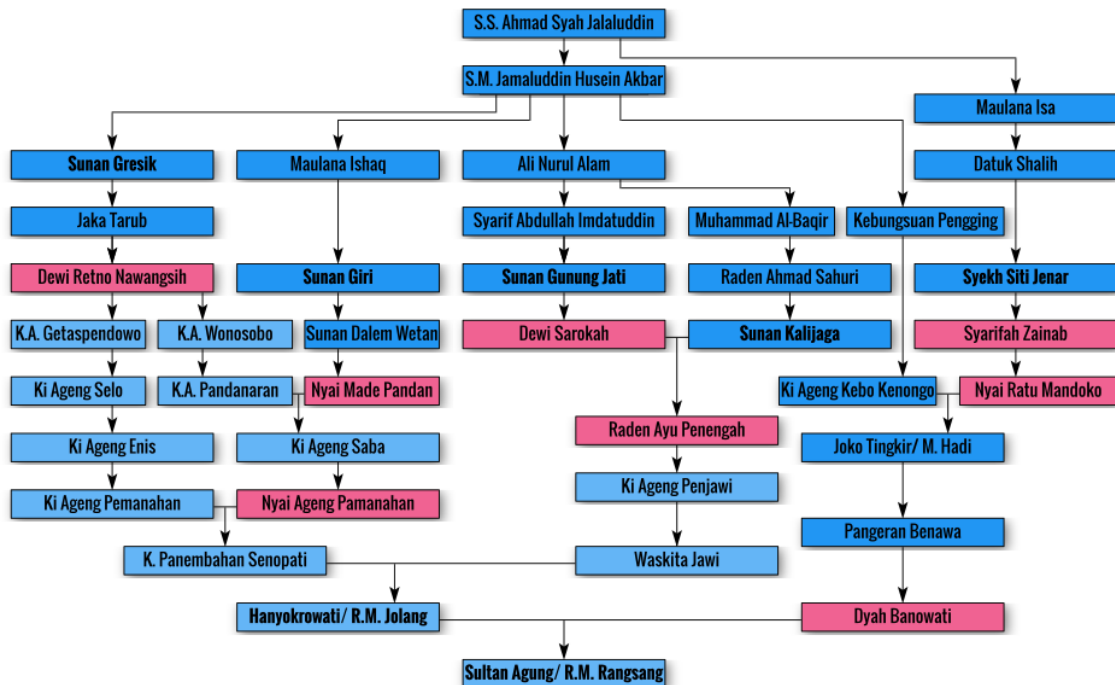 S.S. Ahmad Syah Jalaluddin
S.M. Jamaluddin Husein Akbar
Maulana Isa
Sunan Gresik
Maulana Ishaq
Ali Nurul Alam
Datuk Shalih
Jaka Tarub
Syarif Abdullah Imdatuddin
Muhammad Al-Baqir
Kebungsuan Pengging
Dewi Retno Nawangsih
Sunan Giri
Sunan Gunung Jati
Raden Ahmad Sahuri
Syekh Siti Jenar
K.A. Getaspendowo
K.A. Wonosobo
Sunan Dalem Wetan
Dewi Sarokah
Sunan Kalijaga
Syarifah Zainab
Ki Ageng Selo
K.A. Pandanaran
Nyai Made Pandan
Ki Ageng Kebo Kenongo
Nyai Ratu Mandoko
Raden Ayu Penengah
Ki Ageng Enis
Ki Ageng Saba
Joko Tingkir/ M. Hadi
Ki Ageng Penjawi
Ki Ageng Pemanahan
Nyai Ageng Pamanahan
Pangeran Benawa
K. Panembahan Senopati
Waskita Jawi
Hanyokrowati/ R.M. Jolang
Dyah Banowati
Sultan Agung/ R.M. Rangsang